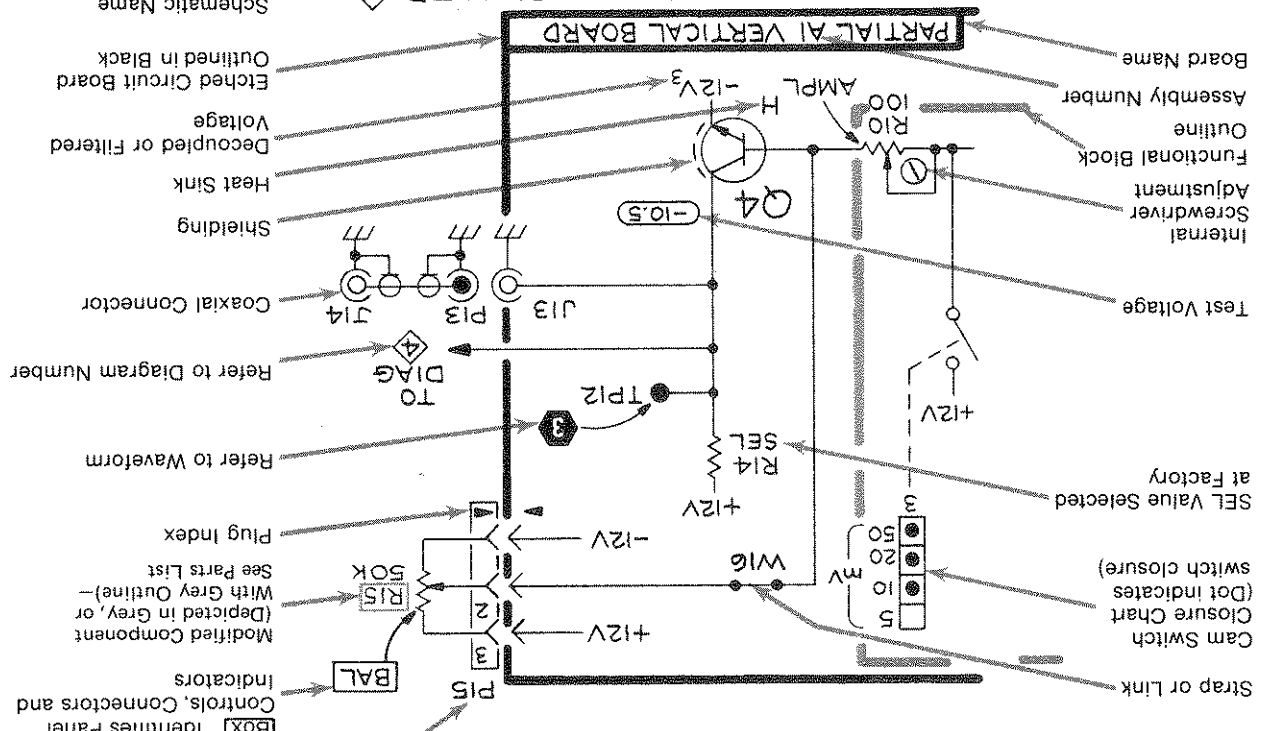 BOX Identifies Panel
Controls, Connectors and
Indicators
Strap or Link
Cam Switch
Closure Chart
(Dot indicates
switch closure)
SEL Value Selected
at Factory
Test Voltage
Internal
Screwdriver
Adjustment
Functional Block
Outline
Assembly Number
Board Name
5
10
20
50
mV
3
+12V
W16
P15
BAL
+12V
3
2
-12V
R15
50K
+12V
R14
SEL
TP12
3
TO
DIAG
4
J13
P13
J14
-10.5
Q4
R10
100
AMPL
H
-12V3
PARTIAL A1 VERTICAL BOARD
Modified Component
(Depicted in Grey, or
With Grey Outline)—
See Parts List
Plug Index
Refer to Waveform
Refer to Diagram Number
Coaxial Connector
Shielding
Heat Sink
Decoupled or Filtered
Voltage
Etched Circuit Board
Outlined in Black
Schematic Name